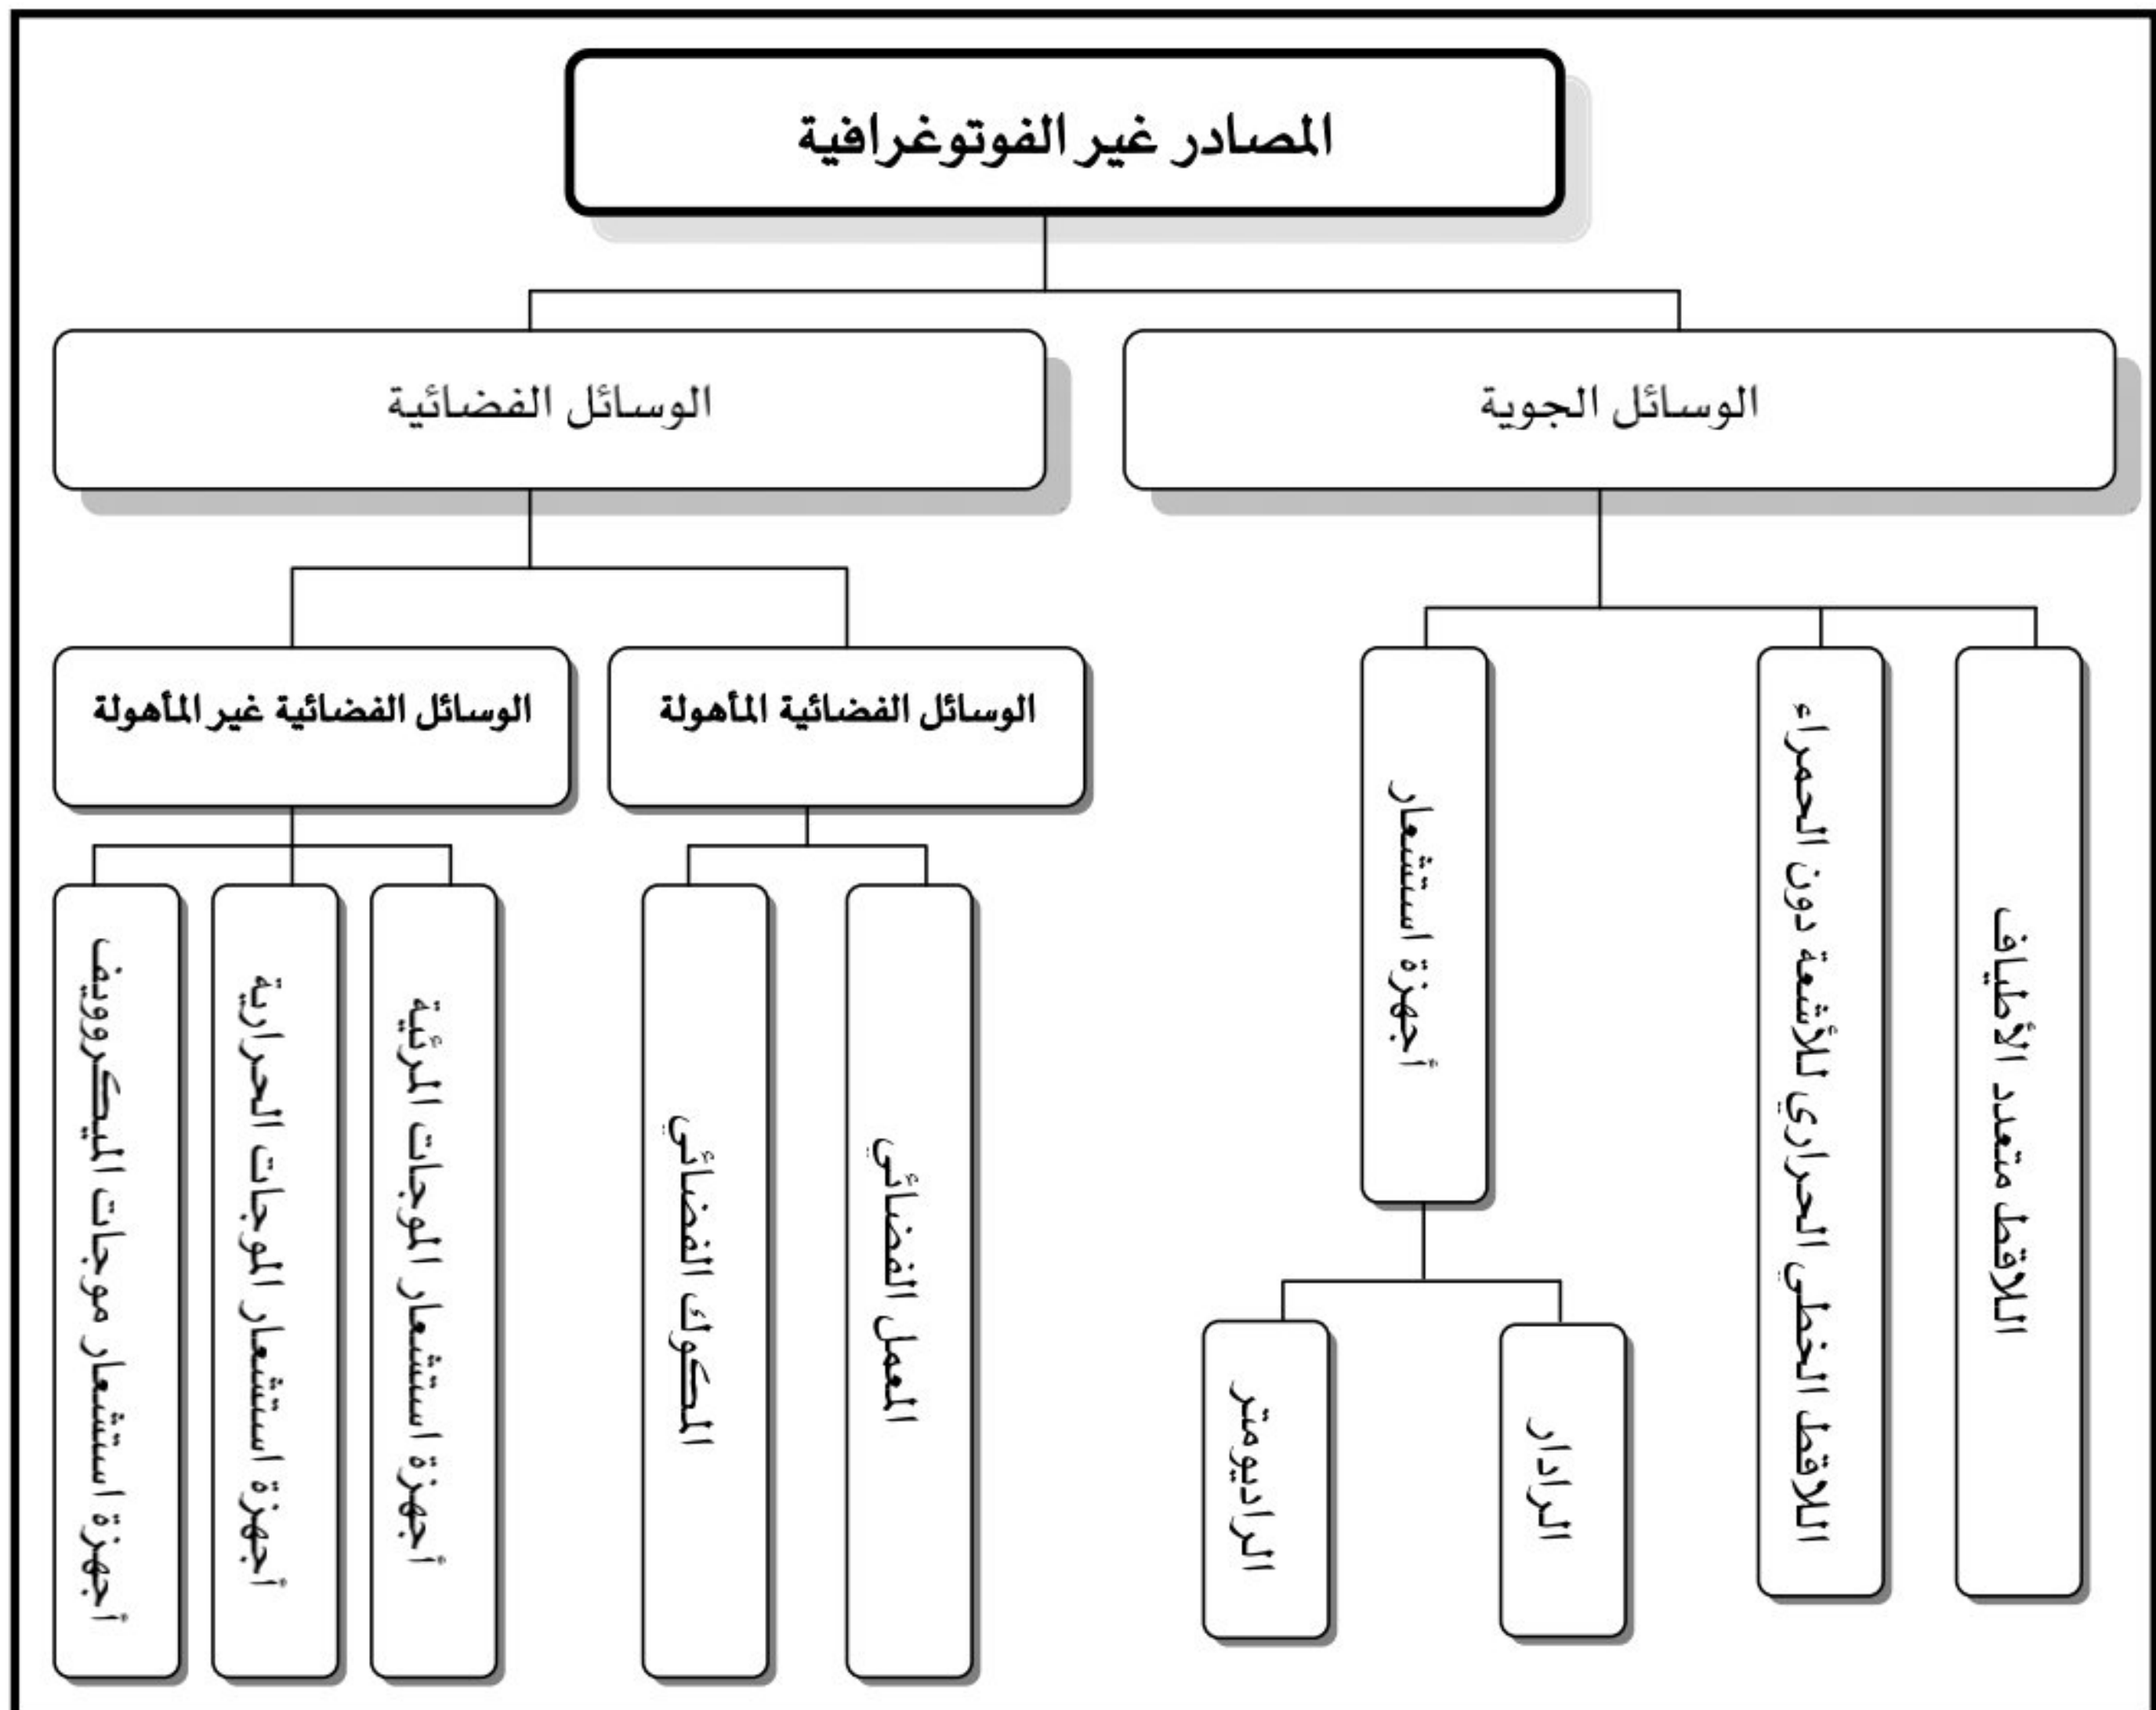 المصادر غير الفوتوغرافية
الوسائل الجوية
الوسائل الفضائية
اللاقط متعدد الأطياف
اللاقط الخطي الحراري للأشعة دون الحمراء
أجهزة استشعار
الرادار
الراديومتر
الوسائل الفضائية المأهولة
الوسائل الفضائية غير المأهولة
المعمل الفضائي
المكوك الفضائي
أجهزة استشعار الموجات المرئية
أجهزة استشعار الموجات الحرارية
أجهزة استشعار موجات الميكروويف